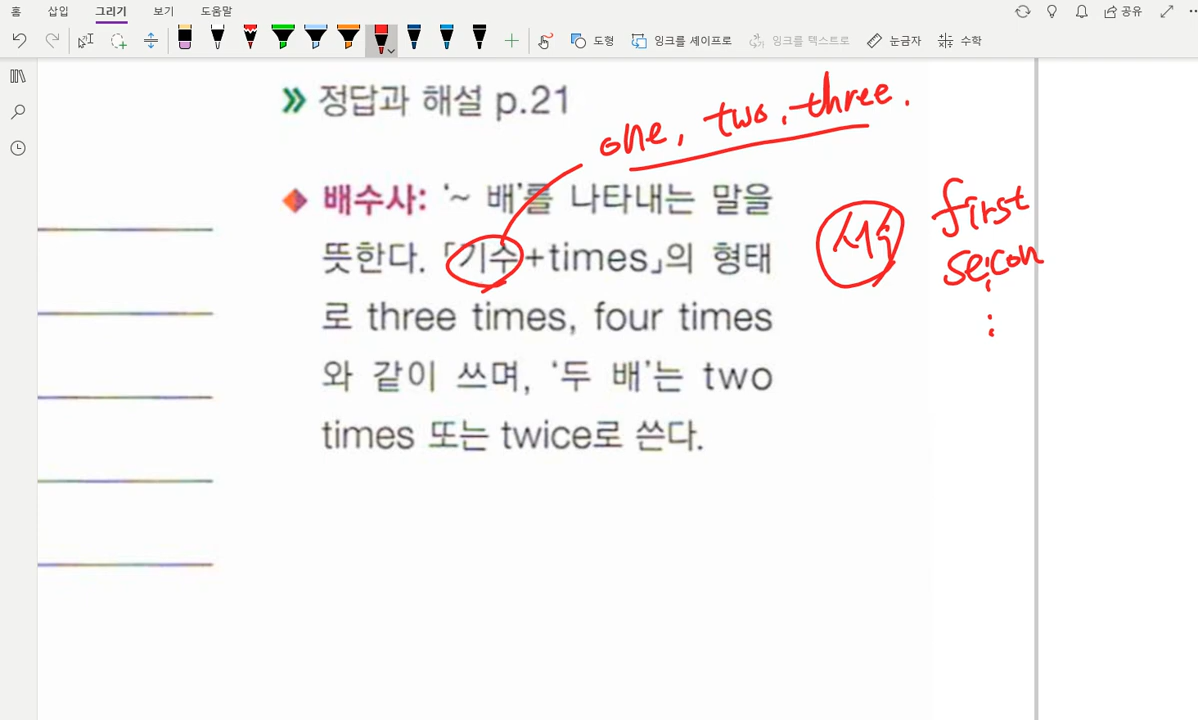 홈 삽입 그리기 보기 도움말 공유
도형 잉크를 셰이프로 잉크를 텍스트로 눈금자 수학
정답과 해설 p.21
one, two, three.
배수사: ‘~ 배’를 나타내는 말을
뜻한다. 「기수+times」의 형태
로 three times, four times
와 같이 쓰며, ‘두 배’는 two
times 또는 twice로 쓴다.
서수
first
secon